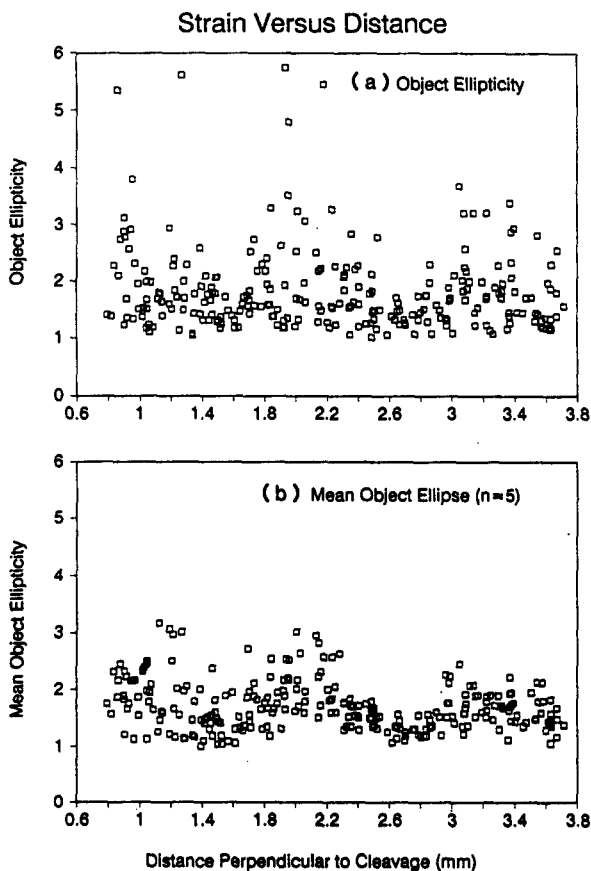 Strain Versus Distance
(a) Object Ellipticity
Object Ellipticity
6
5
4
3
2
1
0
0.6 1 1.4 1.8 2.2 2.6 3 3.4 3.8
(b) Mean Object Ellipse (n=5)
Mean Object Ellipticity
6
5
4
3
2
1
0
0.6 1 1.4 1.8 2.2 2.6 3 3.4 3.8
Distance Perpendicular to Cleavage (mm)